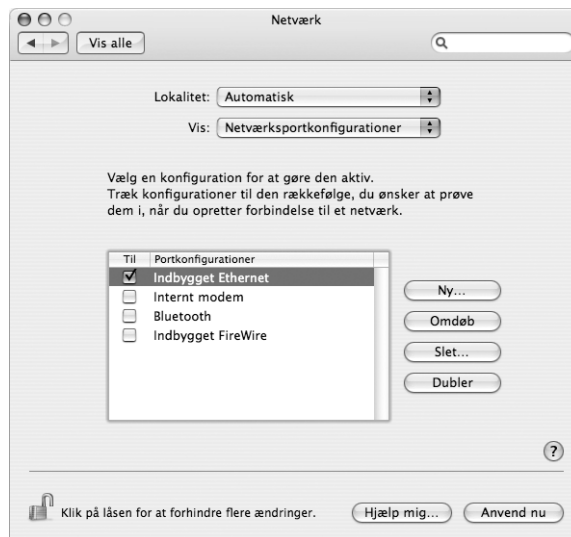 Netværk
Vis alle
Lokalitet: Automatisk
Vis: Netværksportkonfigurationer
Vælg en konfiguration for at gøre den aktiv.
Træk konfigurationer til den rækkefølge, du ønsker at prøve
dem i, når du opretter forbindelse til et netværk.
Til Portkonfigurationer
Indbygget Ethernet
Internt modem
Bluetooth
Indbygget FireWire
Ny...
Omdøb
Slet...
Dubler
?
Klik på låsen for at forhindre flere ændringer.
Hjælp mig...
Anvend nu